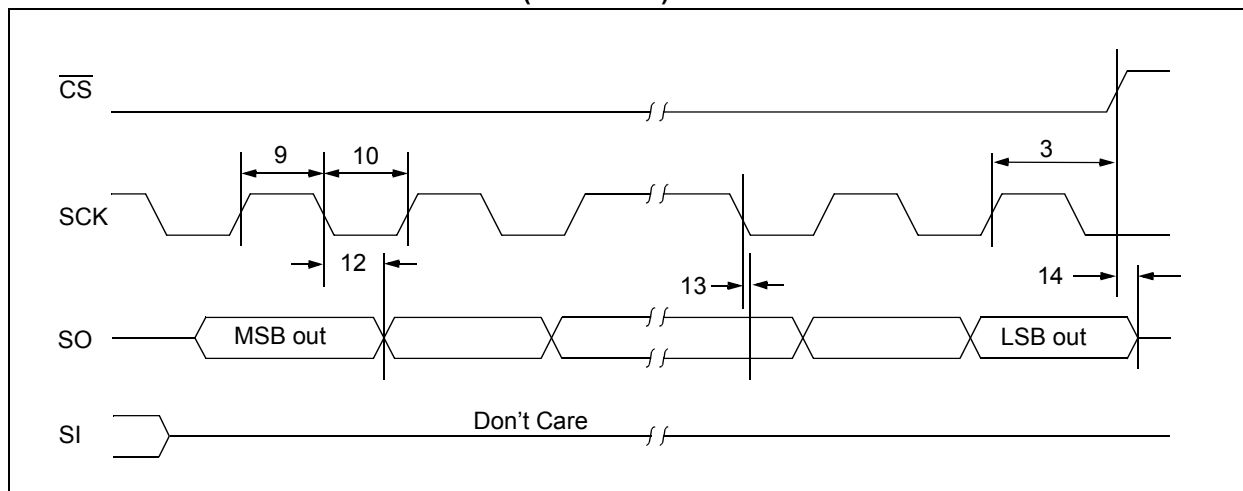 CS
9
10
3
SCK
12
13
14
SO
MSB out
LSB out
SI
Don't Care